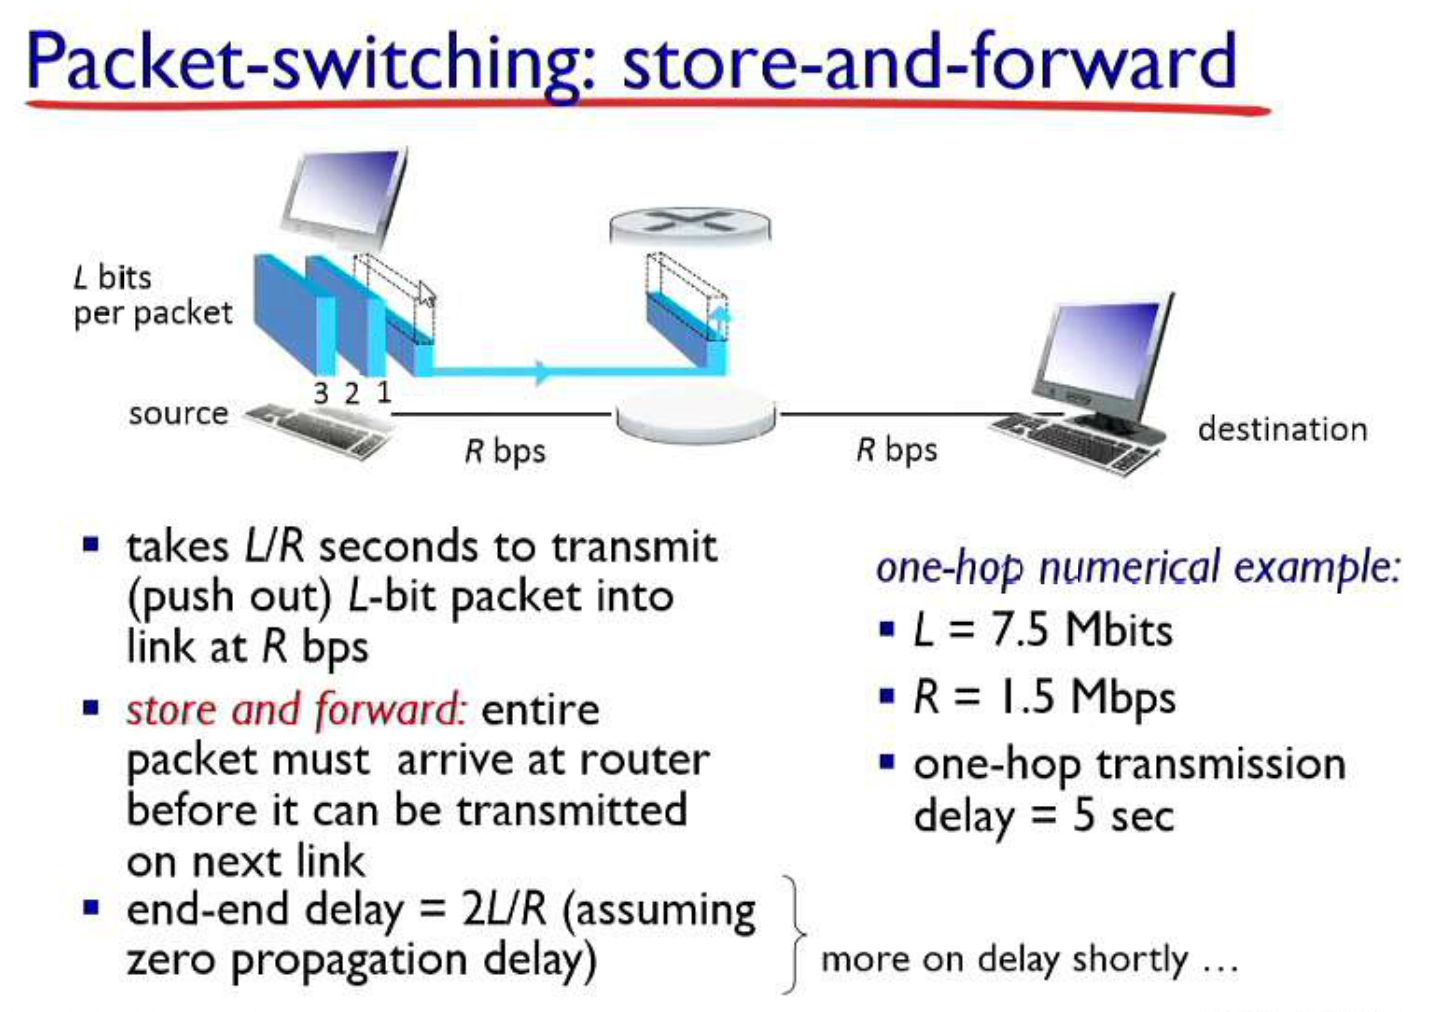 Packet-switching: store-and-forward
L bits
per packet
3 2 1
source
R bps
R bps
destination
▪ takes L/R seconds to transmit
(push out) L-bit packet into
link at R bps
▪ store and forward: entire
packet must arrive at router
before it can be transmitted
on next link
▪ end-end delay = 2L/R (assuming
zero propagation delay)
more on delay shortly …
one-hop numerical example:
▪ L = 7.5 Mbits
▪ R = 1.5 Mbps
▪ one-hop transmission
delay = 5 sec